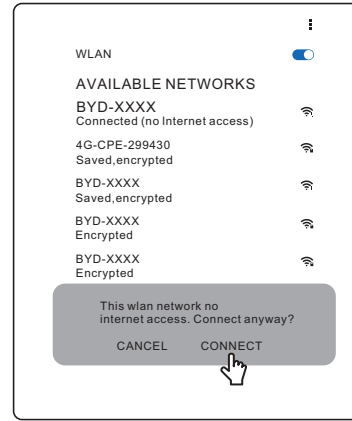 WLAN
AVAILABLE NETWORKS
BYD-XXXX
Connected (no Internet access)
4G-CPE-299430
Saved,encrypted
BYD-XXXX
Saved,encrypted
BYD-XXXX
Encrypted
BYD-XXXX
Encrypted
This wlan network no
internet access. Connect anyway?
CANCEL CONNECT